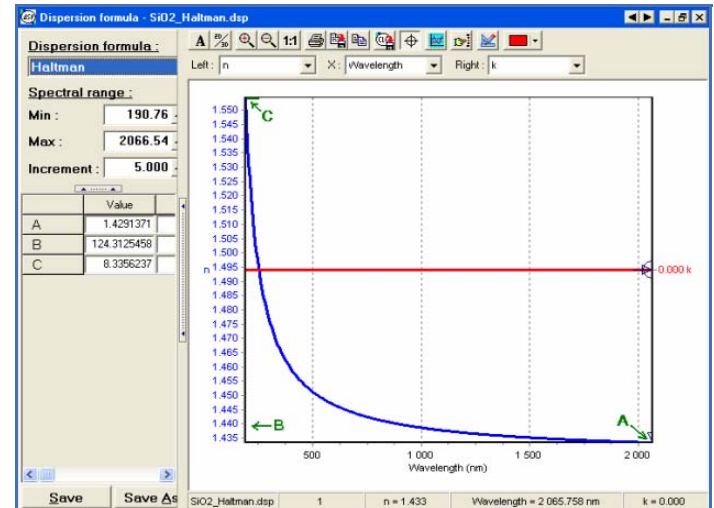 Dispersion formula - SiO2_Haltman.dsp
Dispersion formula :
Haltman
Spectral range :
Min : 190.76
Max : 2066.54
Increment : 5.000
Value
A 1.4291371
B 124.3125458
C 8.3356237
Save Save As
A 2D/3D 1:1
Left : n X : Wavelength Right : k
1.550
1.545
1.540
1.535
1.530
1.525
1.520
1.515
1.510
1.505
1.500
n 1.495
1.490
1.485
1.480
1.475
1.470
1.465
1.460
1.455
1.450
1.445
1.440
1.435
C
B
A
0.000 k
500 1 000 1 500 2 000
Wavelength (nm)
SiO2_Haltman.dsp 1 n = 1.433 Wavelength = 2 065.758 nm k = 0.000